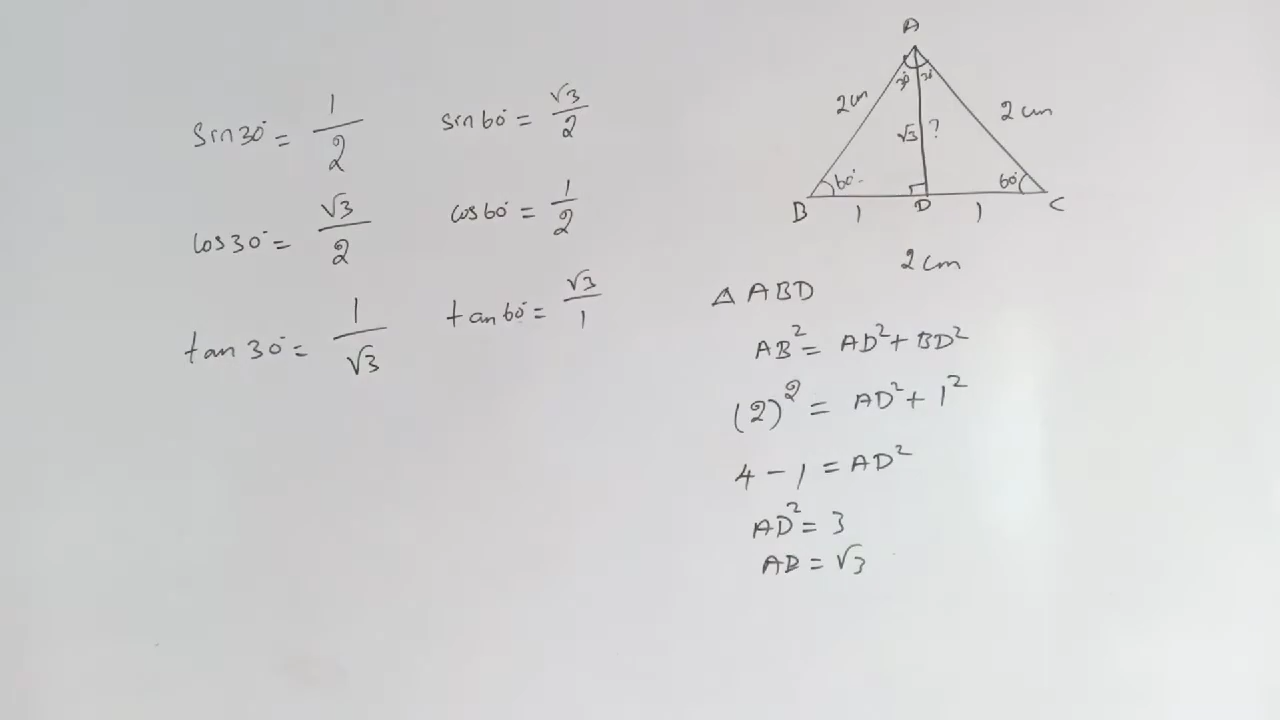 sin 30° = 1/2
sin 60° = √3/2
cos 30° = √3/2
cos 60° = 1/2
tan 30° = 1/√3
tan 60° = √3/1
A
30° 30°
2 cm
2 cm
√3 ?
60°
60°
B
D
C
1
1
2 cm
△ ABD
AB² = AD² + BD²
(2)² = AD² + 1²
4 - 1 = AD²
AD² = 3
AD = √3